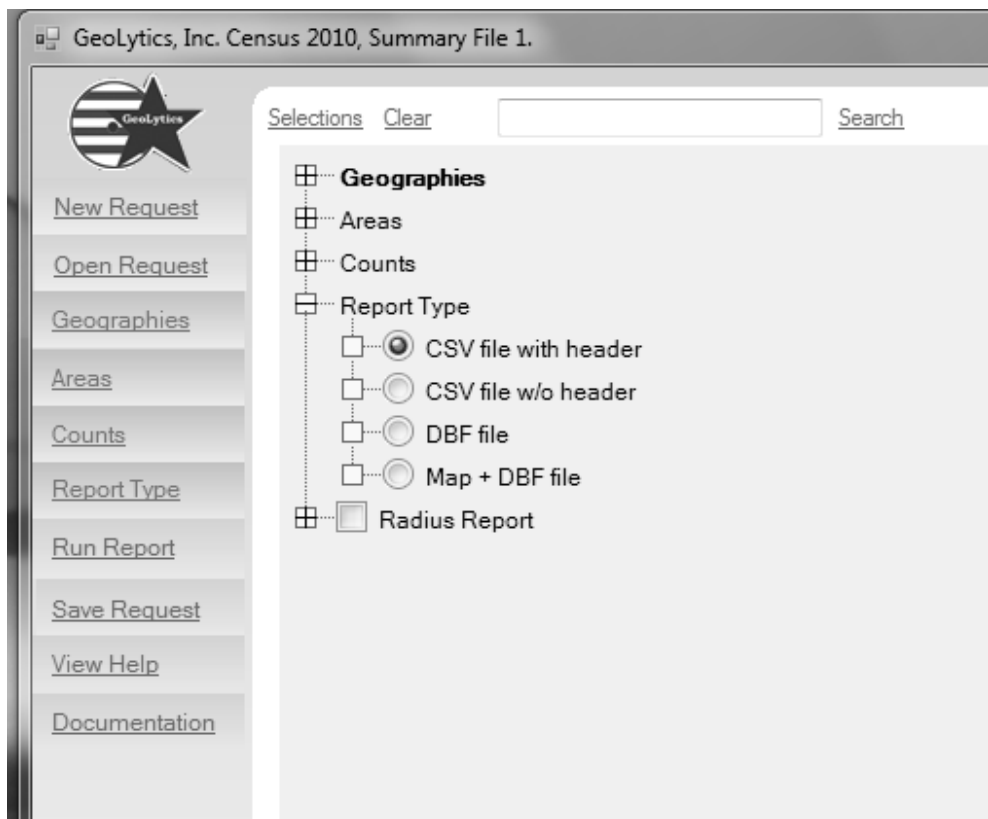 GeoLytics, Inc. Census 2010, Summary File 1.
GeoLytics
Selections Clear Search
New Request
Open Request
Geographies
Areas
Counts
Report Type
Run Report
Save Request
View Help
Documentation
Geographies
Areas
Counts
Report Type
CSV file with header
CSV file w/o header
DBF file
Map + DBF file
Radius Report